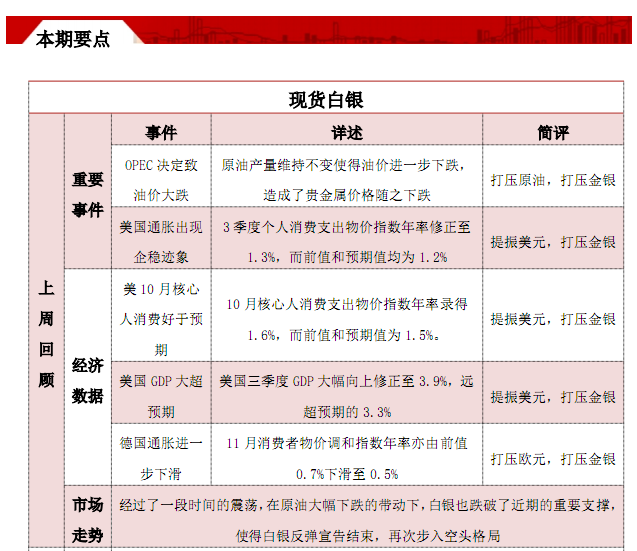 本期要点
现货白银
事件 详述 简评
上周回顾
重要
事件
OPEC 决定致
油价大跌
原油产量维持不变使得油价进一步下跌，
造成了贵金属价格随之下跌
打压原油，打压金银
美国通胀出现
企稳迹象
3 季度个人消费支出物价指数年率修正至
1.3%，而前值和预期值均为 1.2%
提振美元，打压金银
经济
数据
美 10 月核心
人消费好于预
期
10 月核心人消费支出物价指数年率录得
1.6%，而前值和预期值为 1.5%。
提振美元，打压金银
美国 GDP 大超
预期
美国三季度 GDP 大幅向上修正至 3.9%，远
超预期的 3.3%
提振美元，打压金银
德国通胀进一
步下滑
11 月消费者物价调和指数年率亦由前值
0.7%下滑至 0.5%
打压欧元，打压金银
市场
走势
经过了一段时间的震荡，在原油大幅下跌的带动下，白银也跌破了近期的重要支撑，
使得白银反弹宣告结束，再次步入空头格局